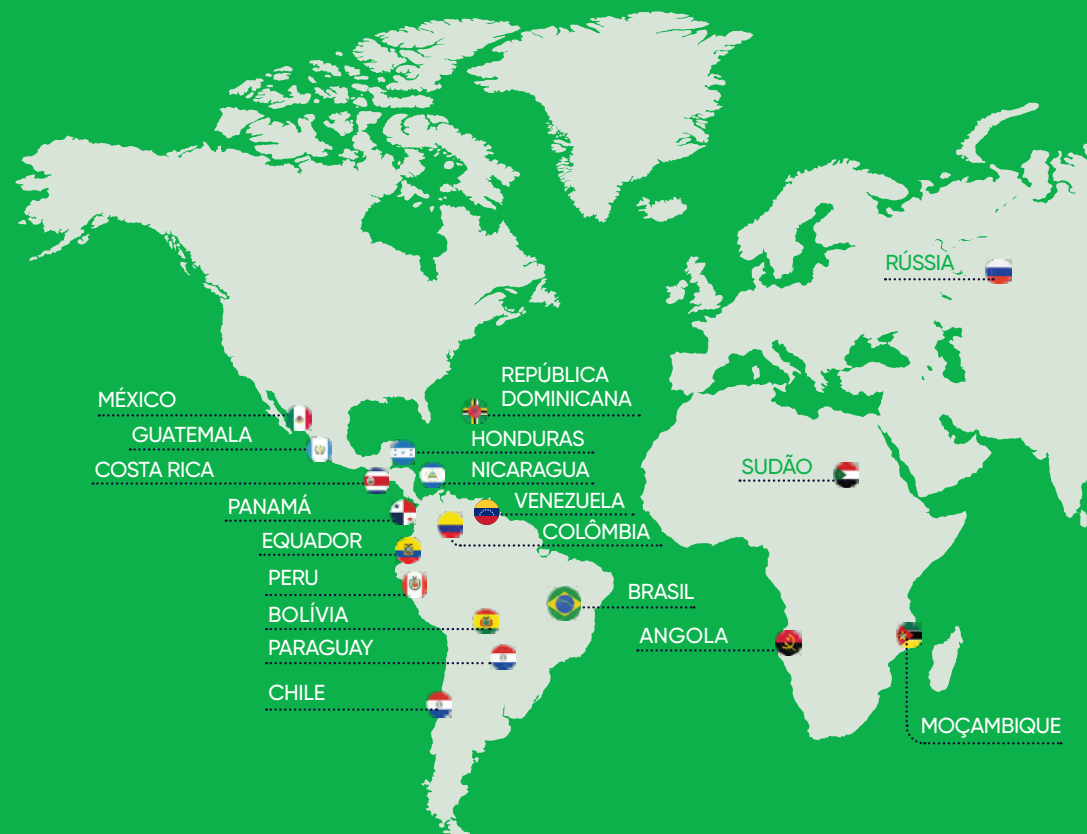 RÚSSIA
REPÚBLICA
DOMINICANA
MÉXICO
GUATEMALA
HONDURAS
COSTA RICA
NICARAGUA
SUDÃO
VENEZUELA
PANAMÁ
COLÔMBIA
EQUADOR
PERU
BRASIL
BOLÍVIA
ANGOLA
PARAGUAY
CHILE
MOÇAMBIQUE